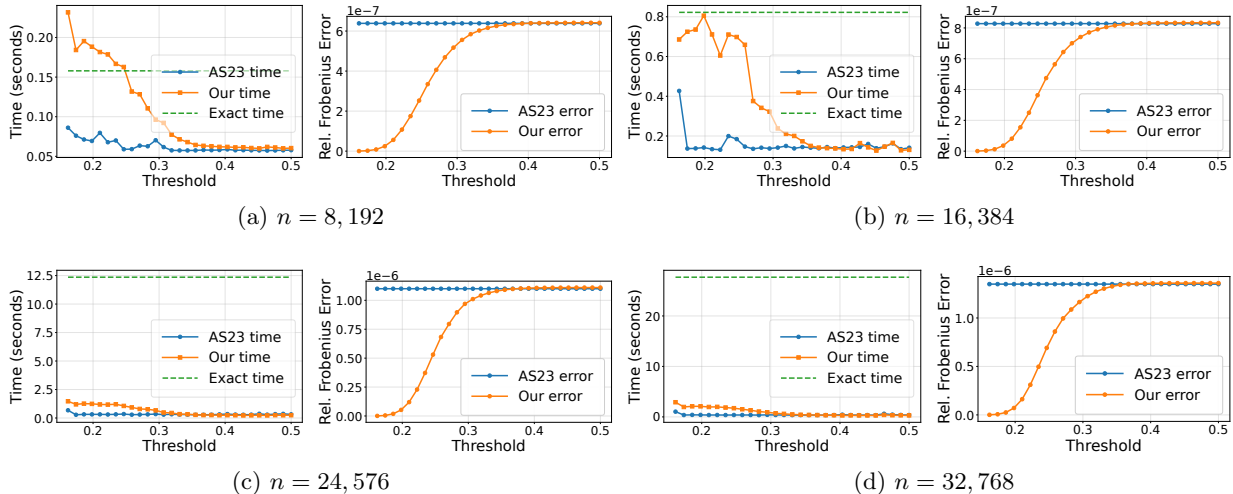 Time (seconds)
0.20
0.15
0.10
0.05
0.2
0.3
0.4
0.5
Threshold
AS23 time
Our time
Exact time
Rel. Frobenius Error
1e−7
6
4
2
0
0.2
0.3
0.4
0.5
Threshold
AS23 error
Our error
(a) n = 8, 192
Time (seconds)
0.8
0.6
0.4
0.2
0.2
0.3
0.4
0.5
Threshold
AS23 time
Our time
Exact time
Rel. Frobenius Error
1e−7
8
6
4
2
0
0.2
0.3
0.4
0.5
Threshold
AS23 error
Our error
(b) n = 16, 384
Time (seconds)
12.5
10.0
7.5
5.0
2.5
0.0
0.2
0.3
0.4
0.5
Threshold
AS23 time
Our time
Exact time
Rel. Frobenius Error
1e−6
1.00
0.75
0.50
0.25
0.00
0.2
0.3
0.4
0.5
Threshold
AS23 error
Our error
(c) n = 24, 576
Time (seconds)
20
10
0
0.2
0.3
0.4
0.5
Threshold
AS23 time
Our time
Exact time
Rel. Frobenius Error
1e−6
1.0
0.5
0.0
0.2
0.3
0.4
0.5
Threshold
AS23 error
Our error
(d) n = 32, 768